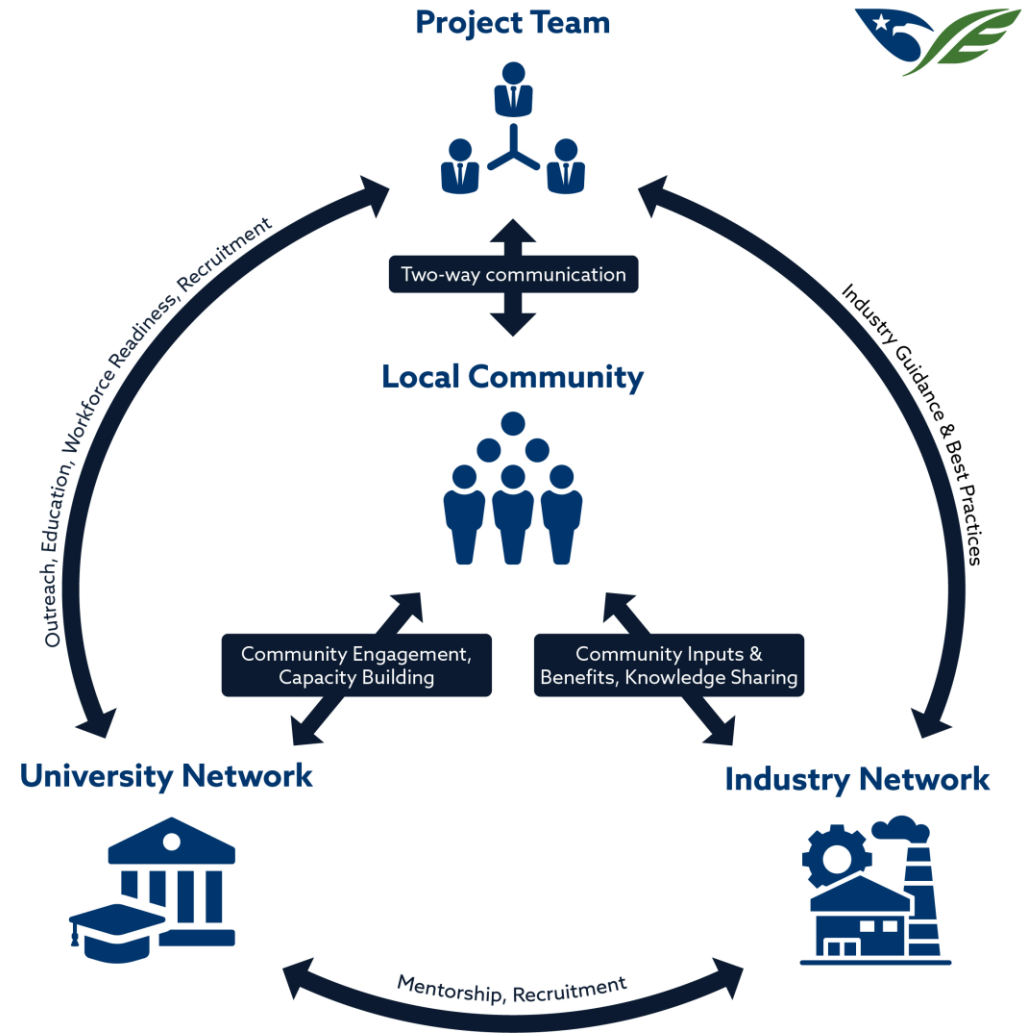 Project Team
Two-way communication
Outreach, Education, Workforce Readiness, Recruitment
Industry Guidance & Best Practices
Local Community
Community Engagement,
Capacity Building
Community Inputs &
Benefits, Knowledge Sharing
University Network
Industry Network
Mentorship, Recruitment